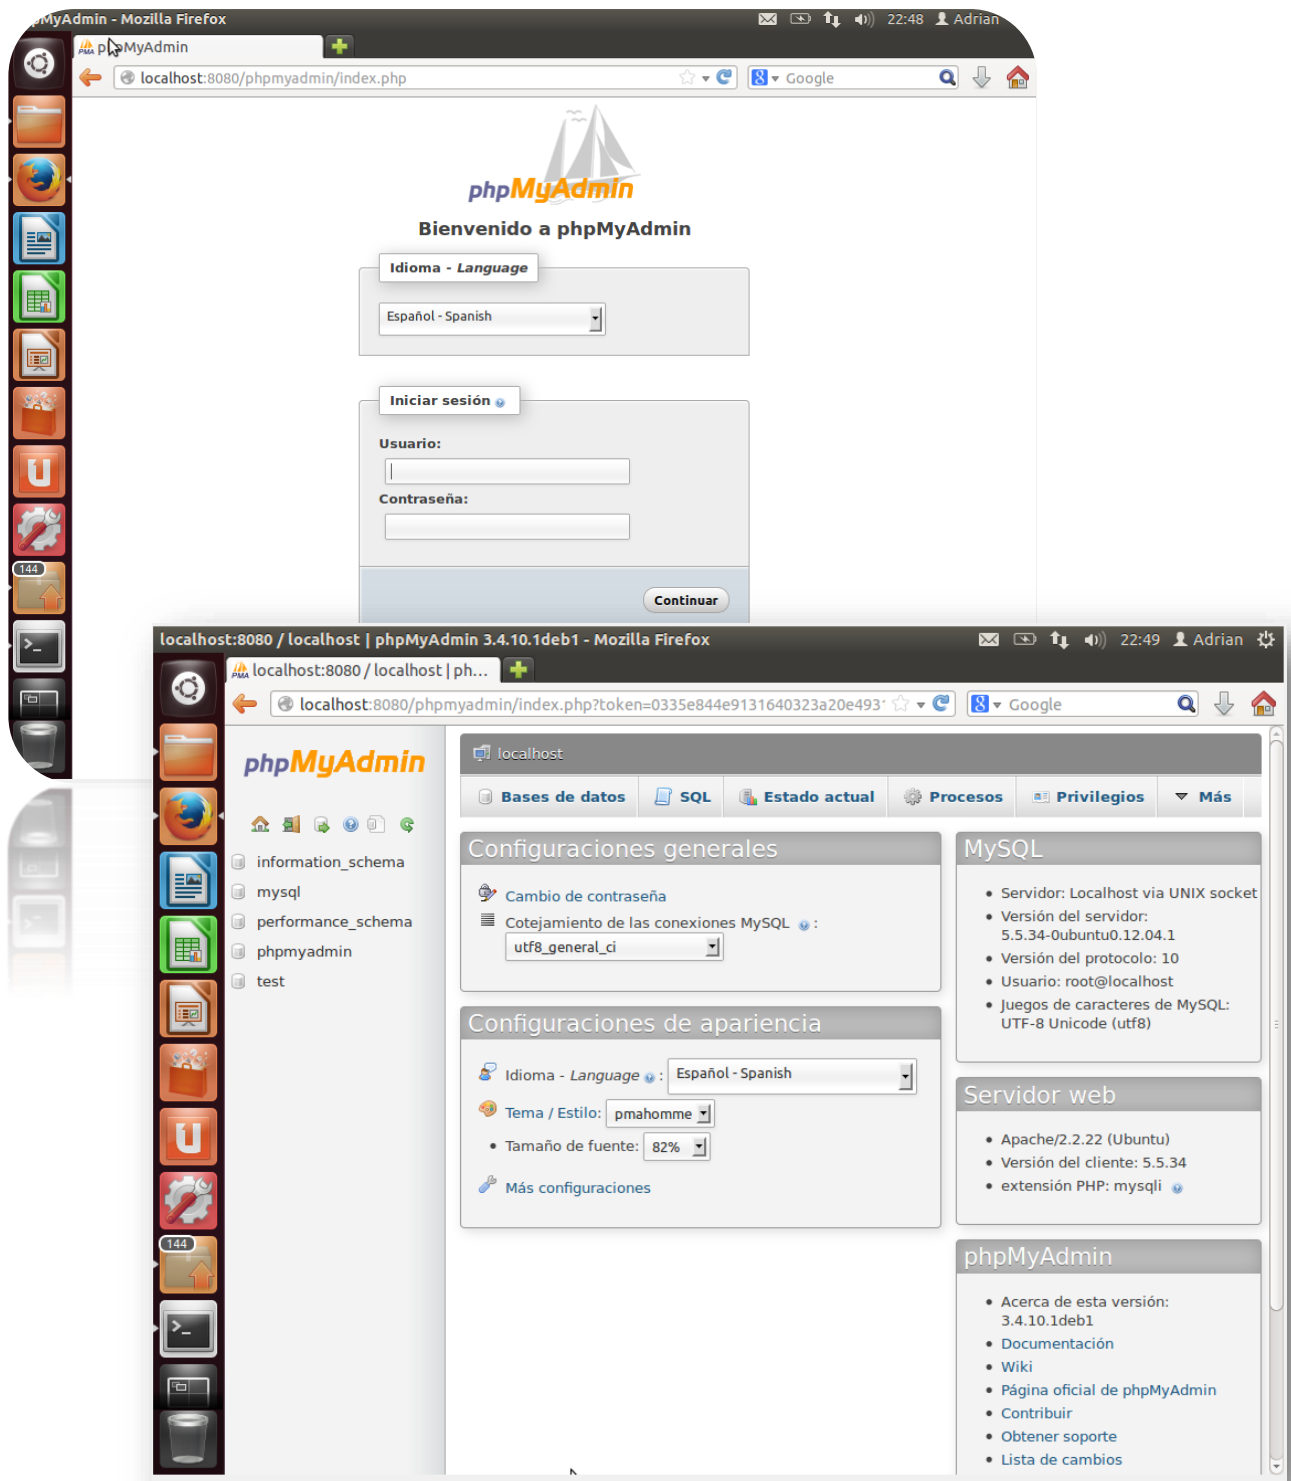 pMyAdmin - Mozilla Firefox
22:48 Adrian
phpMyAdmin
localhost:8080/phpmyadmin/index.php
Google
phpMyAdmin
Bienvenido a phpMyAdmin
Idioma - Language
Español - Spanish
Iniciar sesión
Usuario:
Contraseña:
144
Continuar
localhost:8080 / localhost | phpMyAdmin 3.4.10.1deb1 - Mozilla Firefox
22:49 Adrian
localhost:8080 / localhost | ph...
localhost:8080/phpmyadmin/index.php?token=0335e844e9131640323a20e493
Google
phpMyAdmin
localhost
Bases de datos SQL Estado actual Procesos Privilegios Más
information_schema
mysql
performance_schema
phpmyadmin
test
Configuraciones generales
Cambio de contraseña
Cotejamiento de las conexiones MySQL :
utf8_general_ci
Configuraciones de apariencia
Idioma - Language : Español - Spanish
Tema / Estilo: pmahomme
Tamaño de fuente: 82%
Más configuraciones
144
MySQL
Servidor: Localhost via UNIX socket
Versión del servidor:
5.5.34-0ubuntu0.12.04.1
Versión del protocolo: 10
Usuario: root@localhost
Juegos de caracteres de MySQL:
UTF-8 Unicode (utf8)
Servidor web
Apache/2.2.22 (Ubuntu)
Versión del cliente: 5.5.34
extensión PHP: mysqli
phpMyAdmin
Acerca de esta versión:
3.4.10.1deb1
Documentación
Wiki
Página oficial de phpMyAdmin
Contribuir
Obtener soporte
Lista de cambios